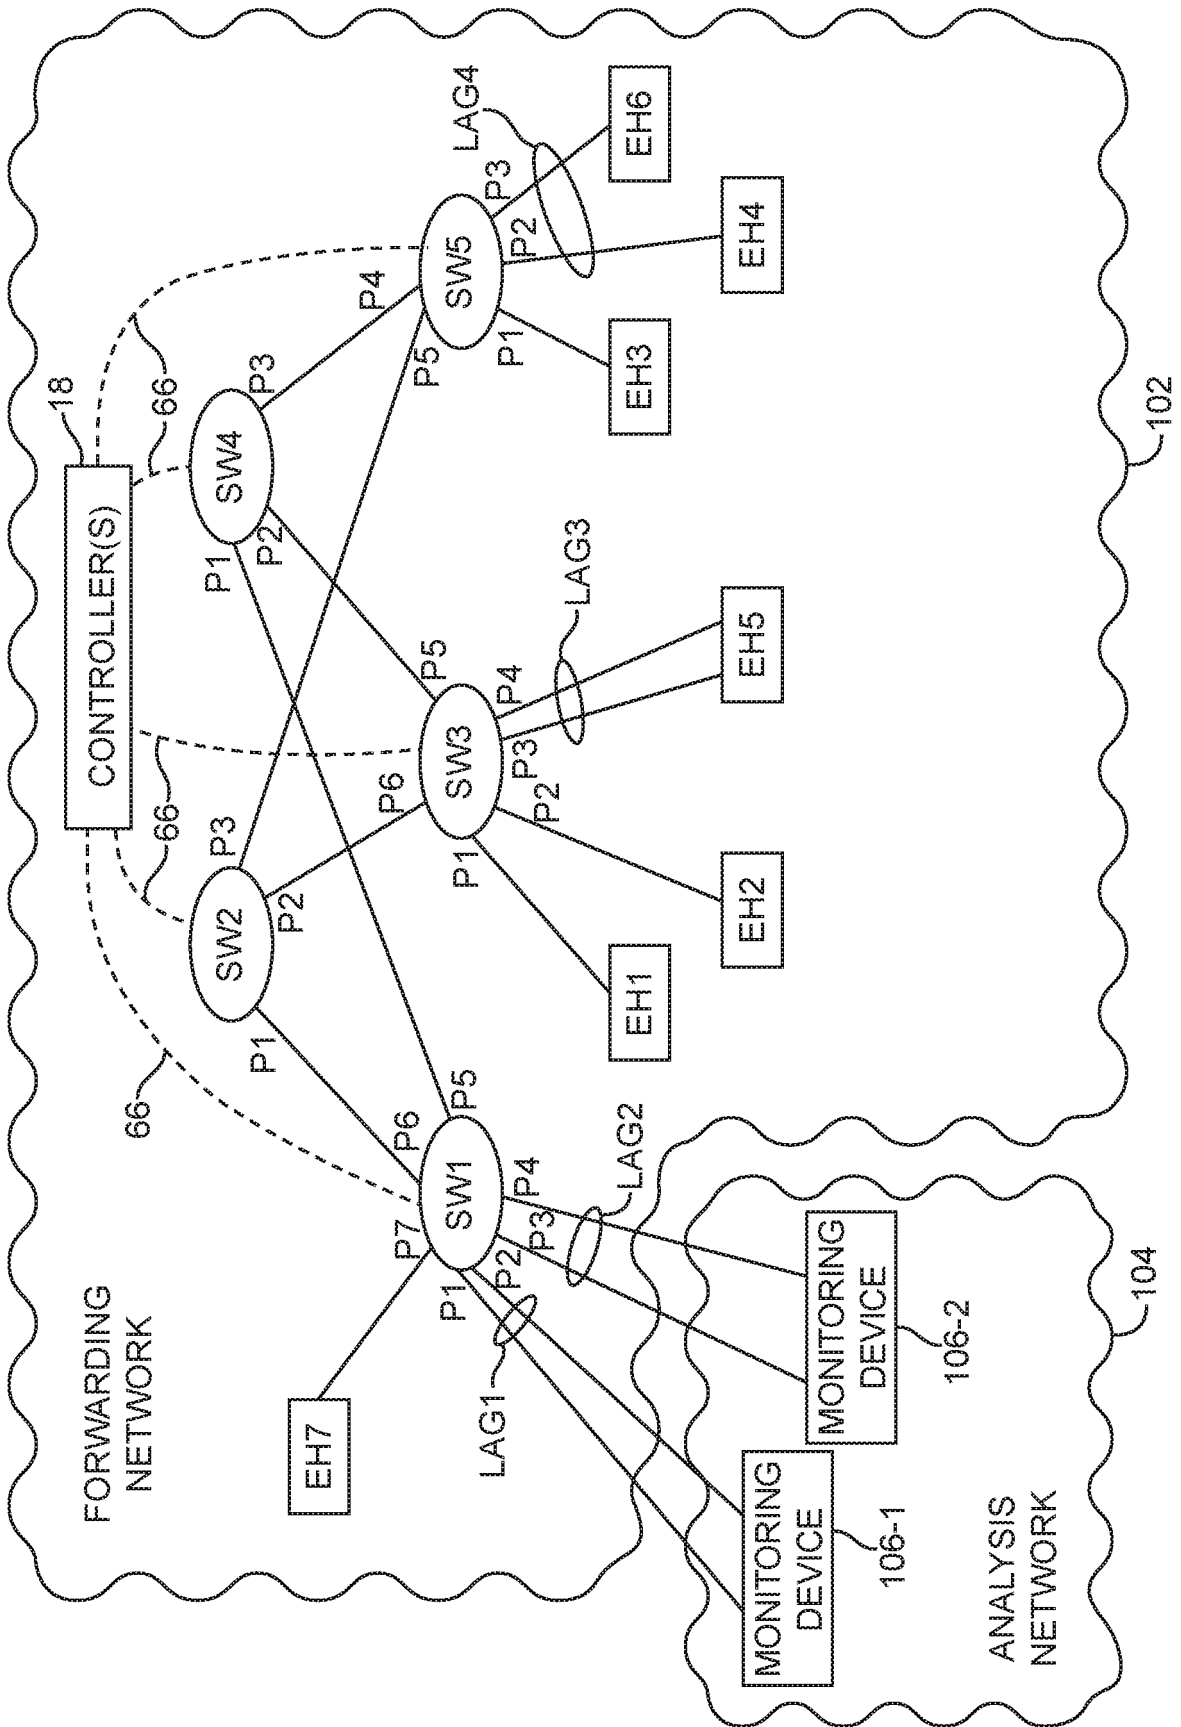 FORWARDING
NETWORK
CONTROLLER(S)
18
66
66
66
66
66
SW2
P1
P2
P3
SW4
P1
P2
P3
EH7
SW1
P7
P6
P5
P1
P2
P3
P4
LAG1
LAG2
SW3
P6
P5
P1
P2
P3
P4
LAG3
SW5
P5
P4
P1
P2
P3
LAG4
EH1
EH2
EH5
EH3
EH4
EH6
102
MONITORING
DEVICE
106-1
MONITORING
DEVICE
106-2
ANALYSIS
NETWORK
104